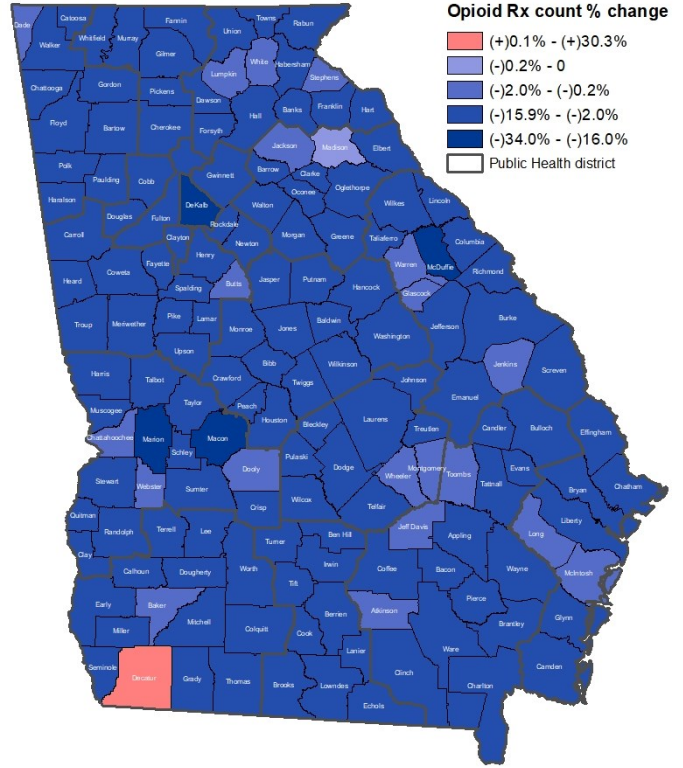 Opioid Rx count % change
(+)0.1% - (+)30.3%
(-)0.2% - 0
(-)2.0% - (-)0.2%
(-)15.9% - (-)2.0%
(-)34.0% - (-)16.0%
Public Health district
Dade
Catoosa
Fannin
Towns
Rabun
Walker
Whitfield
Murray
Union
Gilmer
Lumpkin
White
Habersham
Stephens
Chattooga
Gordon
Pickens
Dawson
Banks
Franklin
Hart
Floyd
Bartow
Cherokee
Forsyth
Hall
Jackson
Madison
Elbert
Polk
Paulding
Cobb
Gwinnett
Barrow
Clarke
Oconee
Oglethorpe
Haralson
Douglas
Fulton
DeKalb
Rockdale
Walton
Wilkes
Lincoln
Carroll
Clayton
Newton
Morgan
Greene
Taliaferro
Columbia
Heard
Coweta
Fayette
Henry
Spalding
Butts
Jasper
Putnam
Hancock
Warren
McDuffie
Richmond
Glascock
Troup
Meriwether
Pike
Lamar
Monroe
Jones
Baldwin
Washington
Jefferson
Burke
Upson
Harris
Talbot
Crawford
Bibb
Twiggs
Wilkinson
Johnson
Jenkins
Screven
Emanuel
Muscogee
Taylor
Peach
Houston
Bleckley
Laurens
Treutlen
Candler
Bulloch
Effingham
Chattahoochee
Marion
Schley
Macon
Pulaski
Dodge
Wheeler
Montgomery
Toombs
Evans
Tattnall
Bryan
Chatham
Stewart
Webster
Sumter
Dooly
Crisp
Wilcox
Telfair
Jeff Davis
Appling
Long
Liberty
Quitman
Randolph
Terrell
Lee
Turner
Ben Hill
Clay
Calhoun
Dougherty
Worth
Irwin
Coffee
Bacon
Wayne
McIntosh
Tift
Early
Baker
Mitchell
Colquitt
Cook
Berrien
Atkinson
Pierce
Brantley
Glynn
Miller
Lanier
Ware
Seminole
Decatur
Grady
Thomas
Brooks
Lowndes
Echols
Clinch
Charlton
Camden